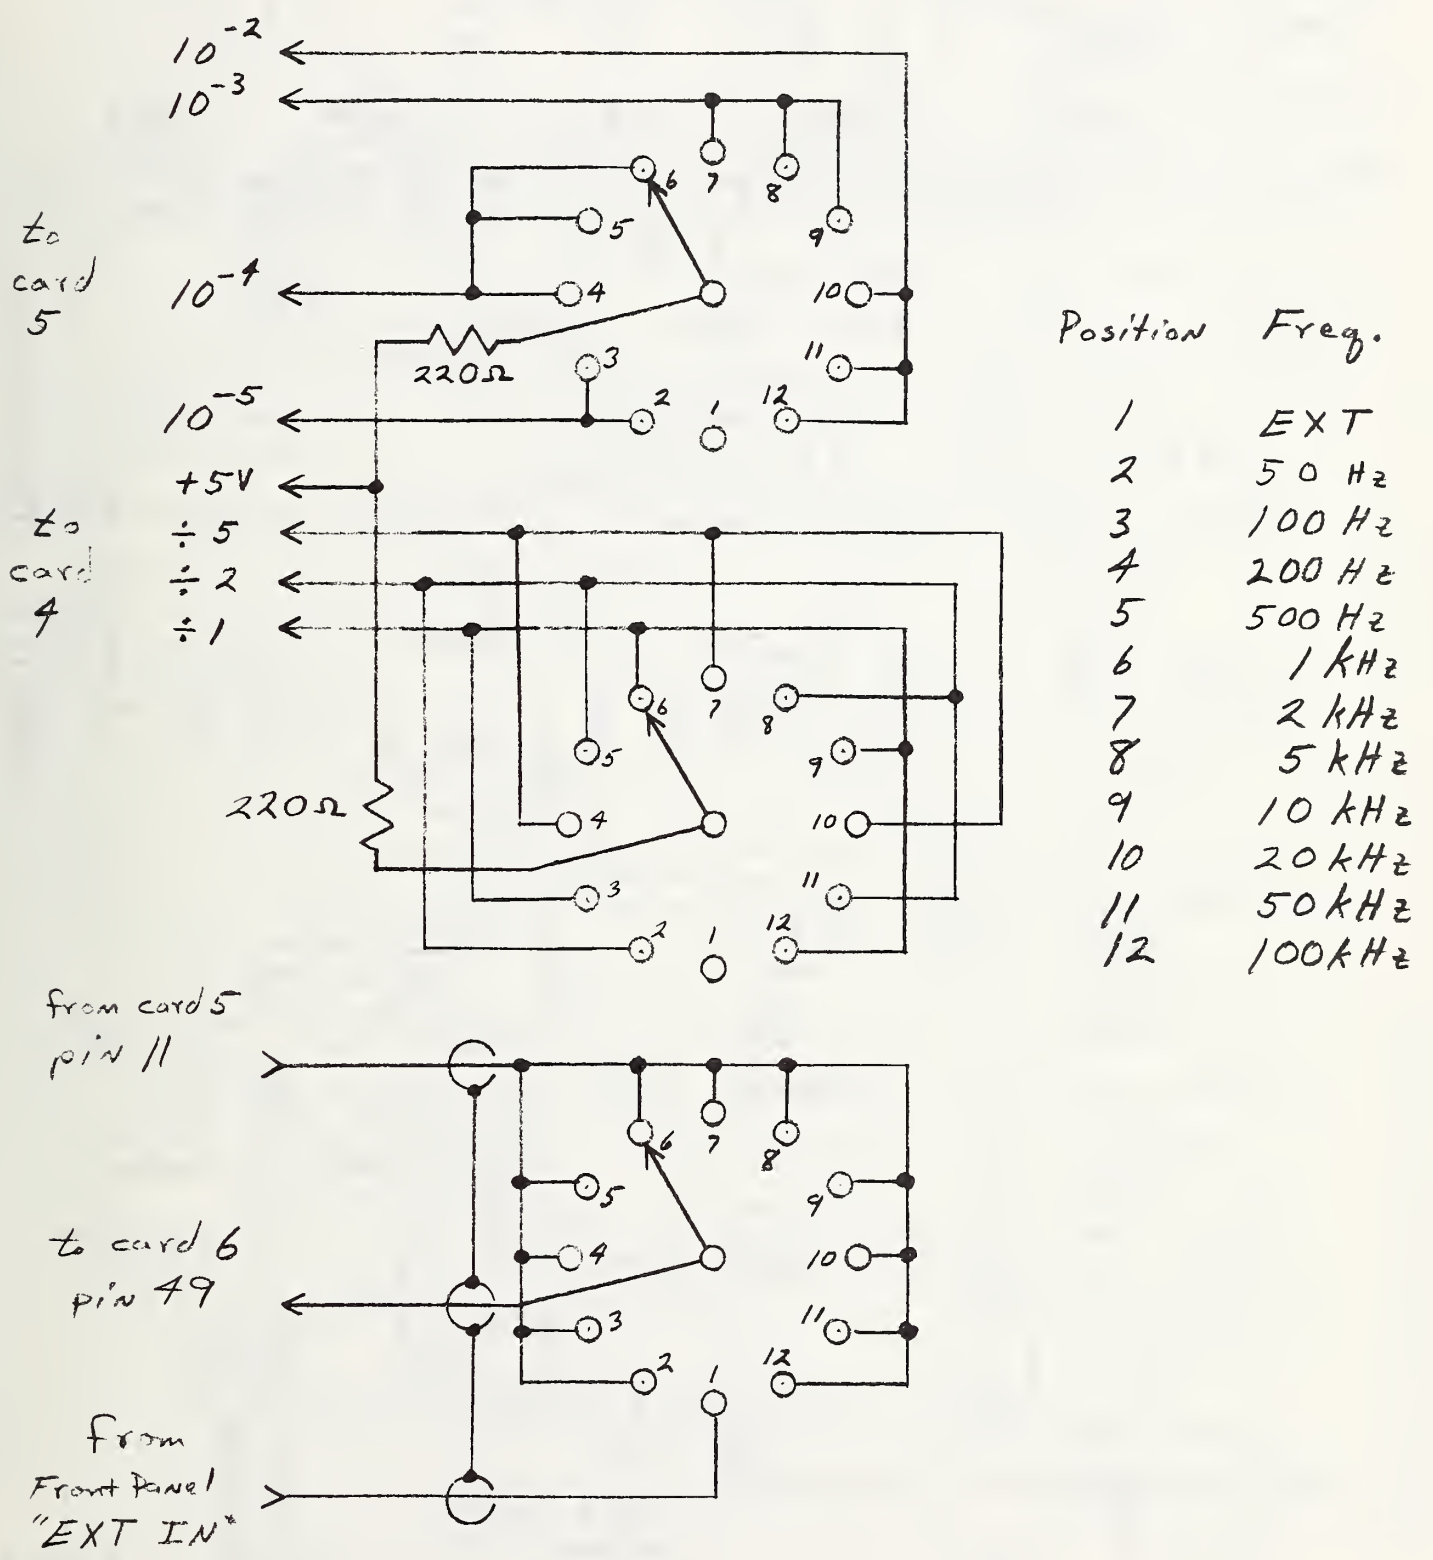 10⁻²
10⁻³
6
7
8
5
9
to
card
5
10⁻⁴
4
10
220Ω
3
11
10⁻⁵
2
1
12
+5V
to
card
4
÷ 5
÷ 2
÷ 1
6
7
8
5
9
220Ω
4
10
3
11
2
1
12
Position Freq.
1 EXT
2 50 Hz
3 100 Hz
4 200 Hz
5 500 Hz
6 1 kHz
7 2 kHz
8 5 kHz
9 10 kHz
10 20 kHz
11 50 kHz
12 100 kHz
from card 5
pin 11
6
7
8
5
9
to card 6
pin 49
4
10
3
11
2
1
12
from
Front Panel
"EXT IN"